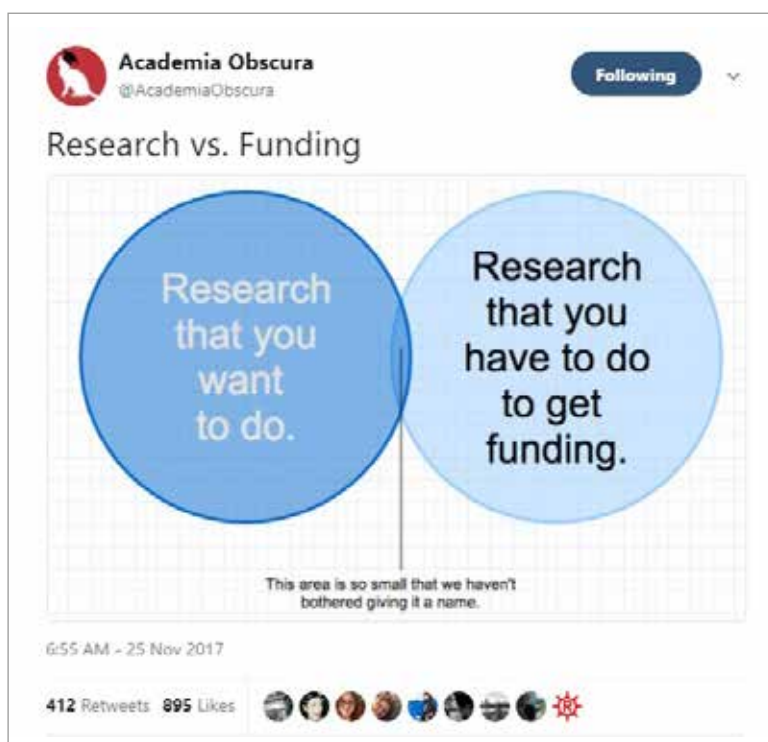 Academia Obscura
@AcademiaObscura
Following
Research vs. Funding
Research
that you
want
to do.
Research
that you
have to do
to get
funding.
This area is so small that we haven't
bothered giving it a name.
6:55 AM - 25 Nov 2017
412 Retweets 895 Likes
R